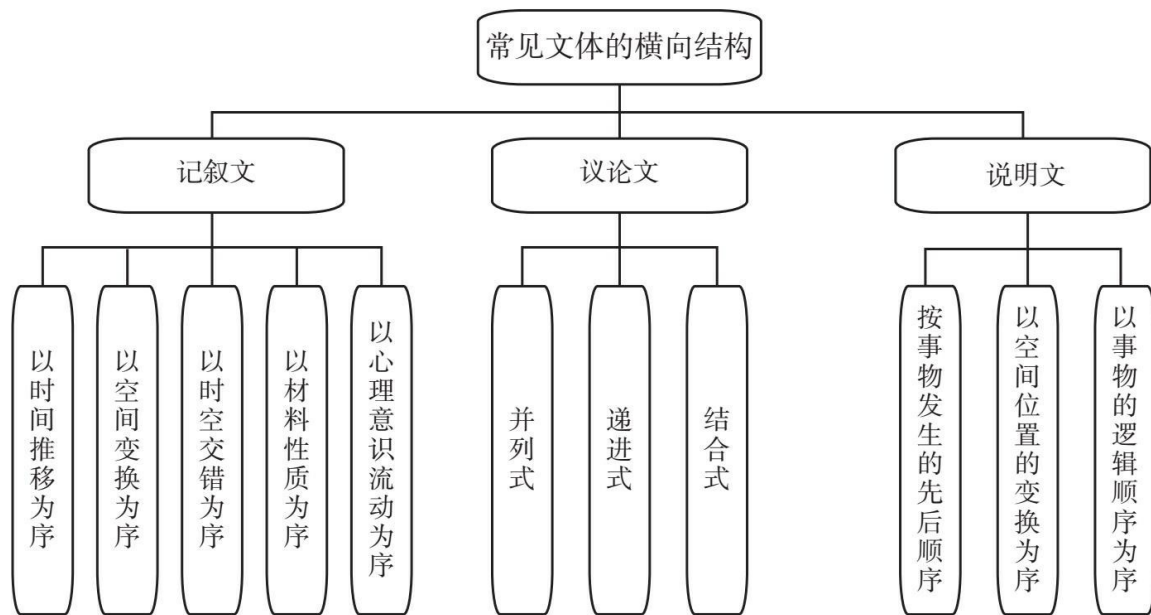 常见文体的横向结构
记叙文
议论文
说明文
以时间推移为序
以空间变换为序
以时空交错为序
以材料性质为序
以心理意识流动为序
并列式
递进式
结合式
按事物发生的先后顺序
以空间位置的变换为序
以事物的逻辑顺序为序